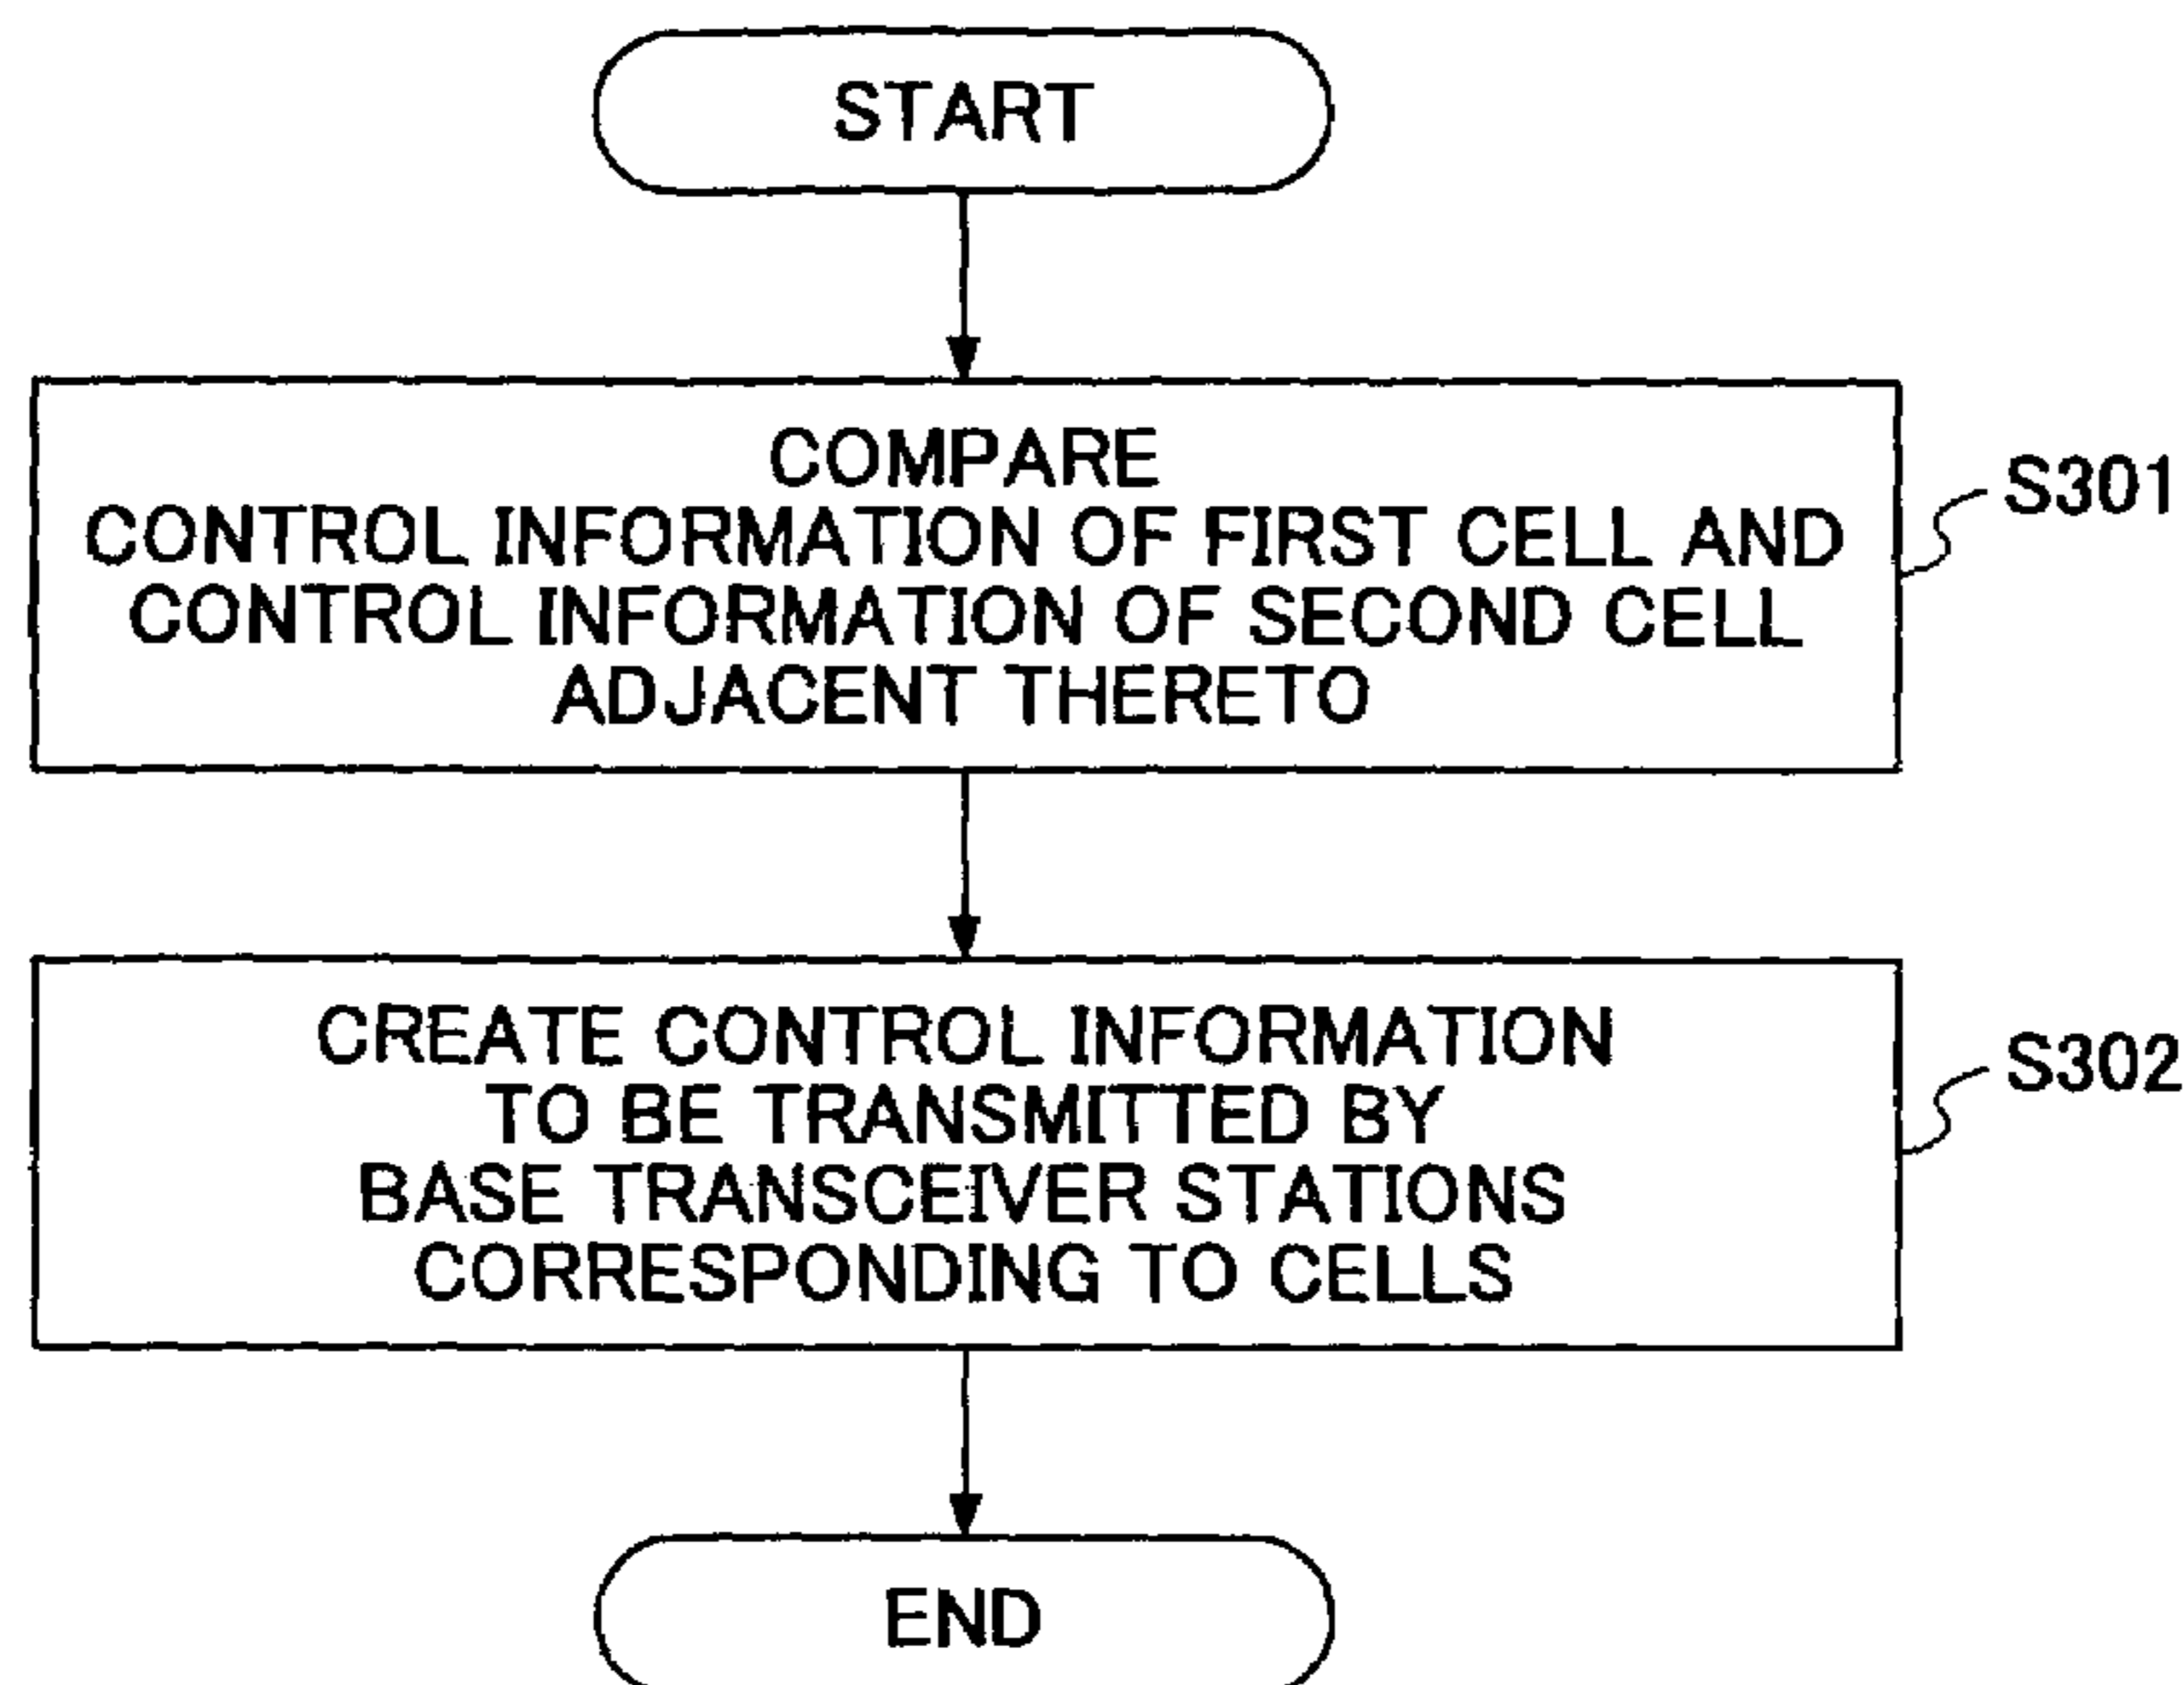 START
COMPARE
CONTROL INFORMATION OF FIRST CELL AND
CONTROL INFORMATION OF SECOND CELL
ADJACENT THERETO
S301
CREATE CONTROL INFORMATION
TO BE TRANSMITTED BY
BASE TRANSCEIVER STATIONS
CORRESPONDING TO CELLS
S302
END